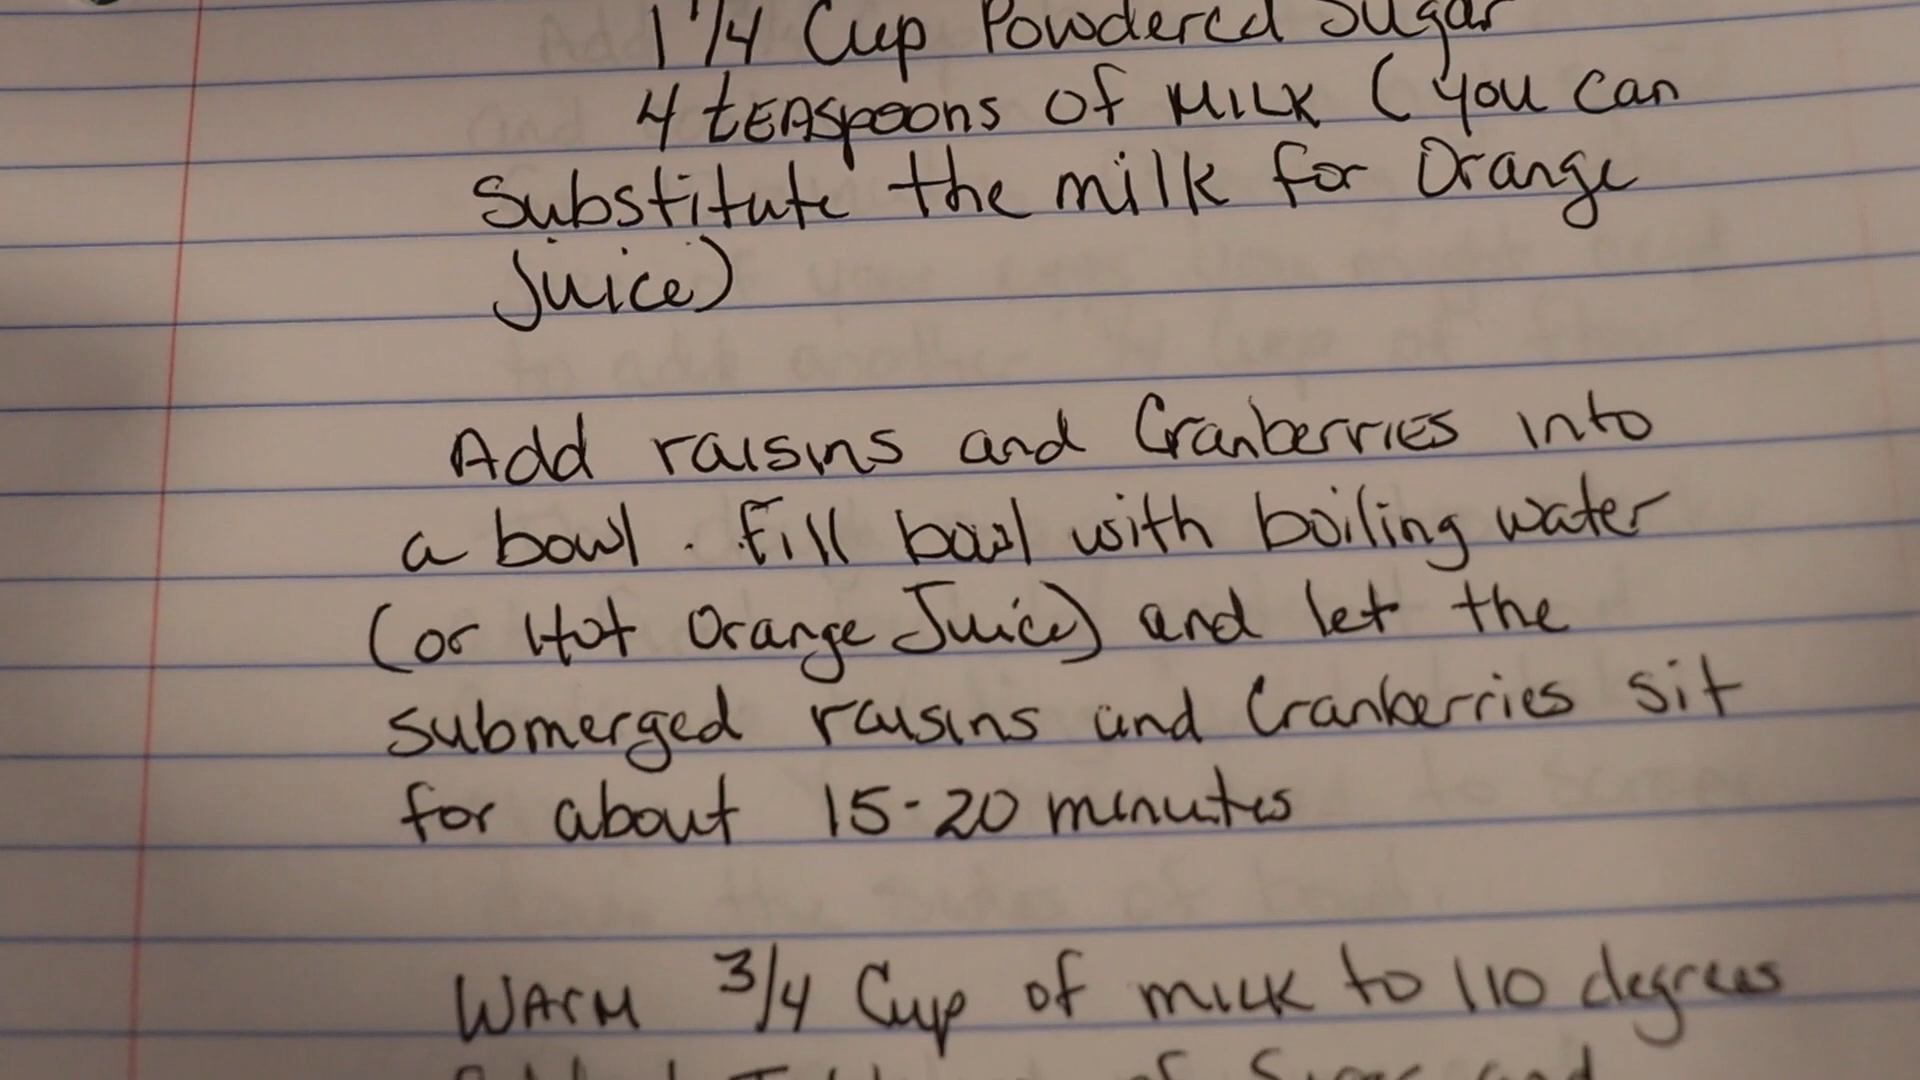 1 1/4 Cup Powdered Sugar
4 tEASpoons Of MILK ( you can
Substitute the milk for Orange
Juice)
Add raisins and Cranberries into
a bowl. Fill bowl with boiling water
(or Hot Orange Juice) and let the
submerged raisins and Cranberries sit
for about 15-20 minutes
WARM 3/4 Cup of milk to 110 degrees